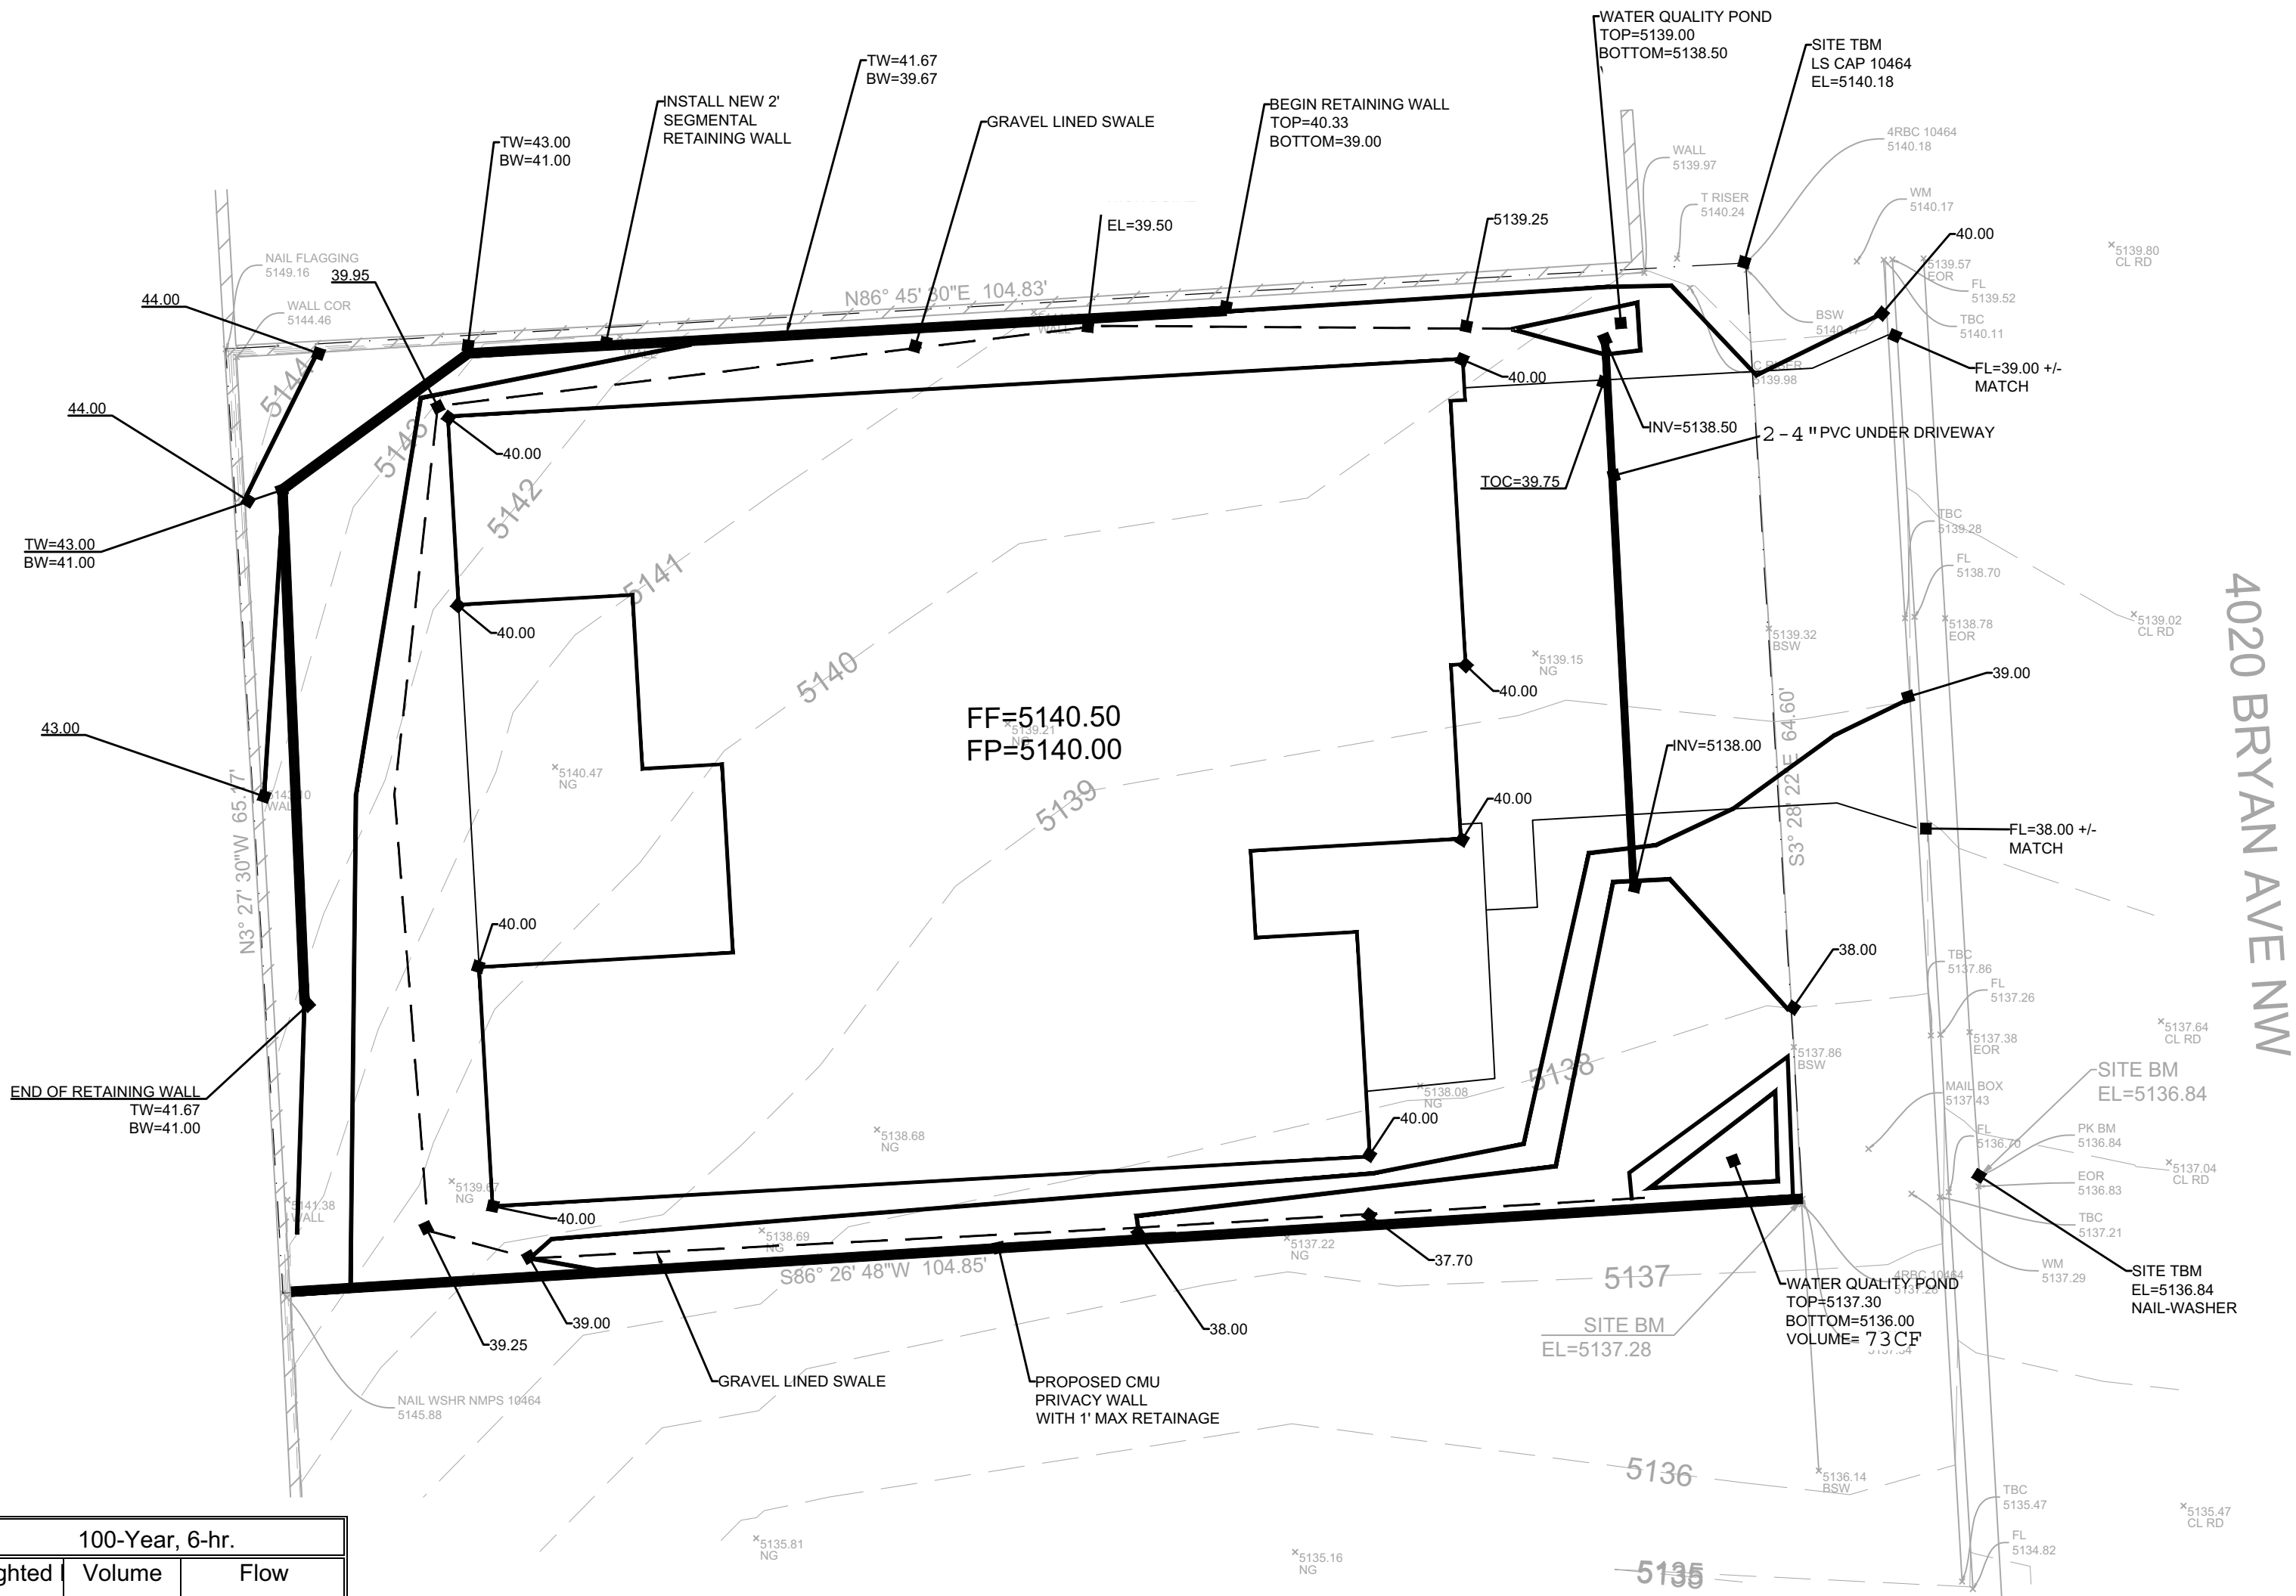 WATER QUALITY POND
TOP=5139.00
BOTTOM=5138.50
SITE TBM
LS CAP 10464
EL=5140.18
TW=41.67
BW=39.67
INSTALL NEW 2'
SEGMENTAL
RETAINING WALL
GRAVEL LINED SWALE
BEGIN RETAINING WALL
TOP=40.33
BOTTOM=39.00
TW=43.00
BW=41.00
4RBC 10464
5140.18
WALL
5139.97
T RISER
5140.24
WM
5140.17
EL=39.50
5139.25
40.00
5139.80
CL RD
NAIL FLAGGING
5149.16
39.95
5139.57
EOR
FL
5139.52
44.00
WALL COR
5144.46
N86° 45' 30"E 104.83'
WALL
WALL
BSW
TBC
5140.11
5144
40.00
5139.98
FL=39.00 +/-
MATCH
44.00
5143
40.00
INV=5138.50
2-4"PVC UNDER DRIVEWAY
5142
TOC=39.75
TW=43.00
BW=41.00
TBC
5139.28
5141
FL
5138.70
40.00
5139.32
BSW
5138.78
EOR
5139.02
CL RD
5140
5139.15
NG
40.00
39.00
4020 BRYAN AVE NW
FF=5140.50
5139.21
NG
FP=5140.00
43.00
5140.47
NG
INV=5138.00
S3° 28' 22"E 64.60'
WALL
5139
40.00
FL=38.00 +/-
MATCH
N3° 27' 30"W 65.17'
40.00
38.00
TBC
5137.86
FL
5137.26
5137.64
CL RD
5137.38
EOR
5137.86
BSW
5138
SITE BM
EL=5136.84
MAIL BOX
5137.43
5138.08
NG
END OF RETAINING WALL
TW=41.67
BW=41.00
40.00
5138.68
NG
FL
5136.70
PK BM
5136.84
5137.04
CL RD
EOR
5136.83
5139.67
NG
5141.38
WALL
40.00
TBC
5137.21
5138.69
NG
5137.22
NG
37.70
S86° 26' 48"W 104.85'
5137
WM
5137.29
4RBC 10464
SITE TBM
EL=5136.84
NAIL-WASHER
WATER QUALITY POND
TOP=5137.30
BOTTOM=5136.00
VOLUME= 73CF
39.00
38.00
39.25
SITE BM
EL=5137.28
GRAVEL LINED SWALE
PROPOSED CMU
PRIVACY WALL
WITH 1' MAX RETAINAGE
NAIL WSHR NMPS 10464
5145.88
5136
5136.14
BSW
TBC
5135.47
5135.47
CL RD
100-Year, 6-hr.
Volume
Flow
5135.81
NG
5135.16
NG
FL
5134.82
5135